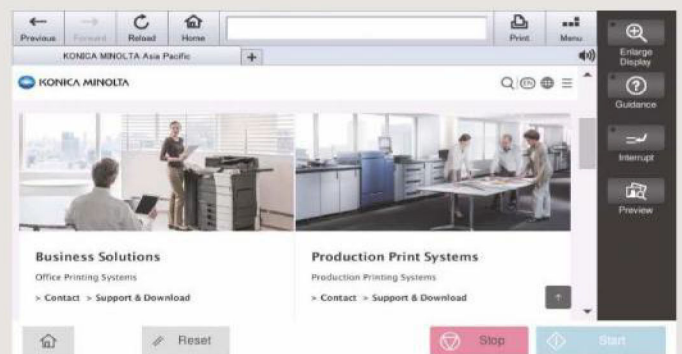 Previous Forward Reload Home Print Menu
KONICA MINOLTA Asia Pacific +
KONICA MINOLTA EN
Enlarge
Display
Guidance
Interrupt
Preview
Business Solutions
Office Printing Systems
> Contact > Support & Download
Production Print Systems
Production Printing Systems
> Contact > Support & Download
Reset Stop Start